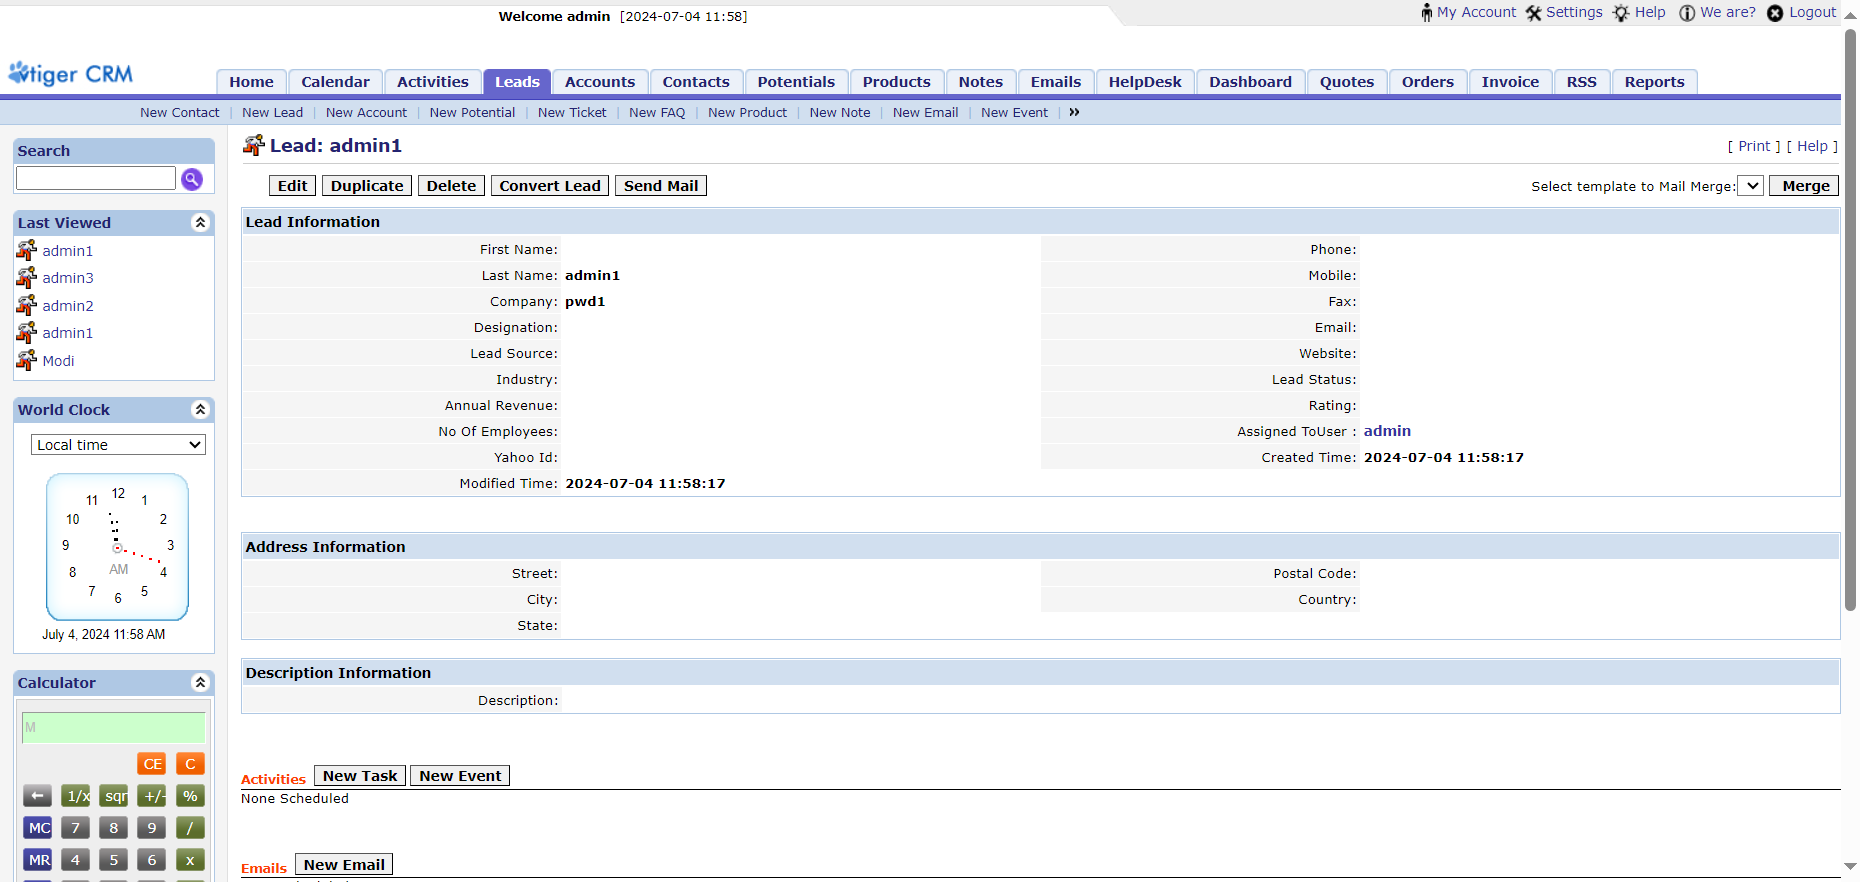 Welcome admin [2024-07-04 11:58]
My Account Settings Help We are? Logout
vtiger CRM
Home Calendar Activities Leads Accounts Contacts Potentials Products Notes Emails HelpDesk Dashboard Quotes Orders Invoice RSS Reports
New Contact | New Lead | New Account | New Potential | New Ticket | New FAQ | New Product | New Note | New Email | New Event | »
Search
Last Viewed
admin1
admin3
admin2
admin1
Modi
World Clock
Local time
12
11 1
10 2
9 3
AM
8 4
7 5
6
July 4, 2024 11:58 AM
Calculator
M
CE C
← 1/x sqr +/- %
MC 7 8 9 /
MR 4 5 6 x
Lead: admin1
[ Print ] [ Help ]
Edit Duplicate Delete Convert Lead Send Mail
Select template to Mail Merge: Merge
Lead Information
First Name: Phone:
Last Name: admin1 Mobile:
Company: pwd1 Fax:
Designation: Email:
Lead Source: Website:
Industry: Lead Status:
Annual Revenue: Rating:
No Of Employees: Assigned ToUser : admin
Yahoo Id: Created Time: 2024-07-04 11:58:17
Modified Time: 2024-07-04 11:58:17
Address Information
Street: Postal Code:
City: Country:
State:
Description Information
Description:
Activities New Task New Event
None Scheduled
Emails New Email